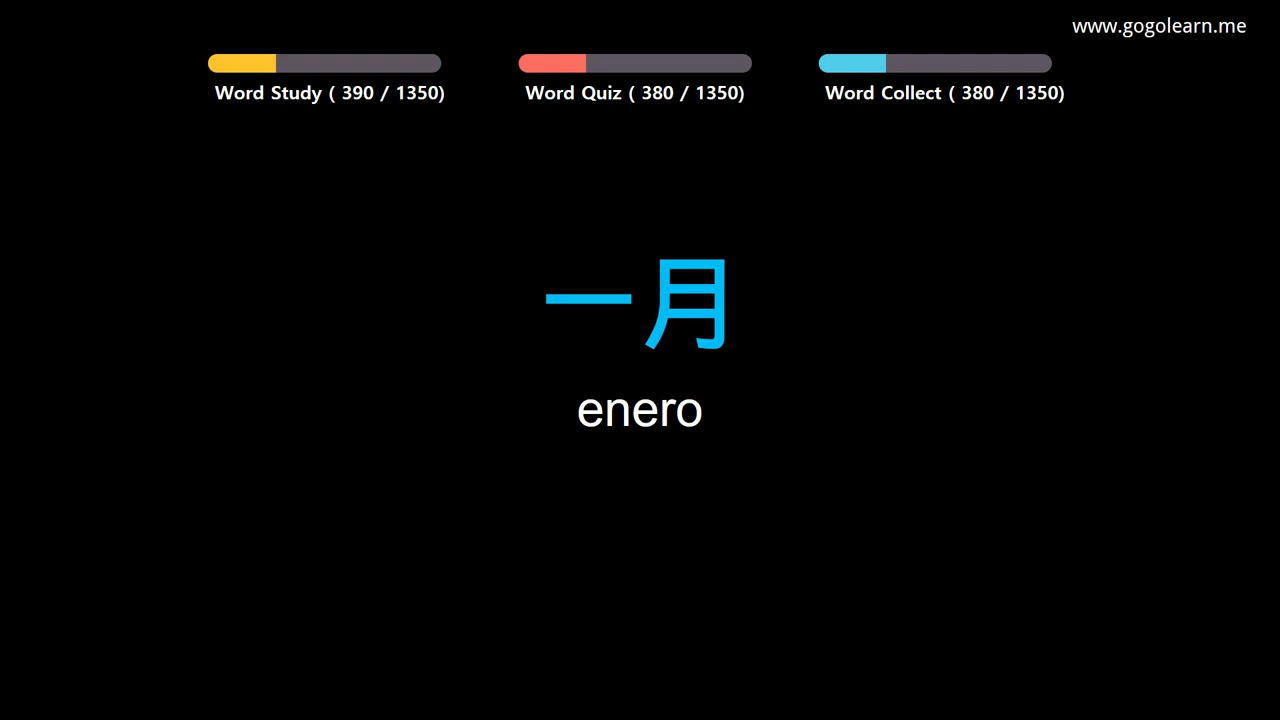 www.gogolearn.me
Word Study ( 390 / 1350)
Word Quiz ( 380 / 1350)
Word Collect ( 380 / 1350)
一月
enero